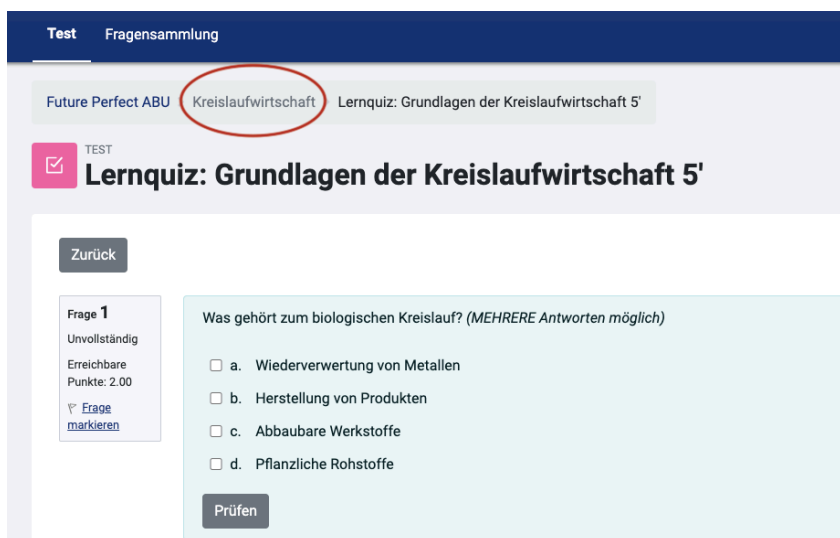 Test Fragensammlung
Future Perfect ABU Kreislaufwirtschaft Lernquiz: Grundlagen der Kreislaufwirtschaft 5'
TEST
Lernquiz: Grundlagen der Kreislaufwirtschaft 5'
Zurück
Frage 1
Unvollständig
Erreichbare
Punkte: 2.00
Frage
markieren
Was gehört zum biologischen Kreislauf? (MEHRERE Antworten möglich)
a. Wiederverwertung von Metallen
b. Herstellung von Produkten
c. Abbaubare Werkstoffe
d. Pflanzliche Rohstoffe
Prüfen